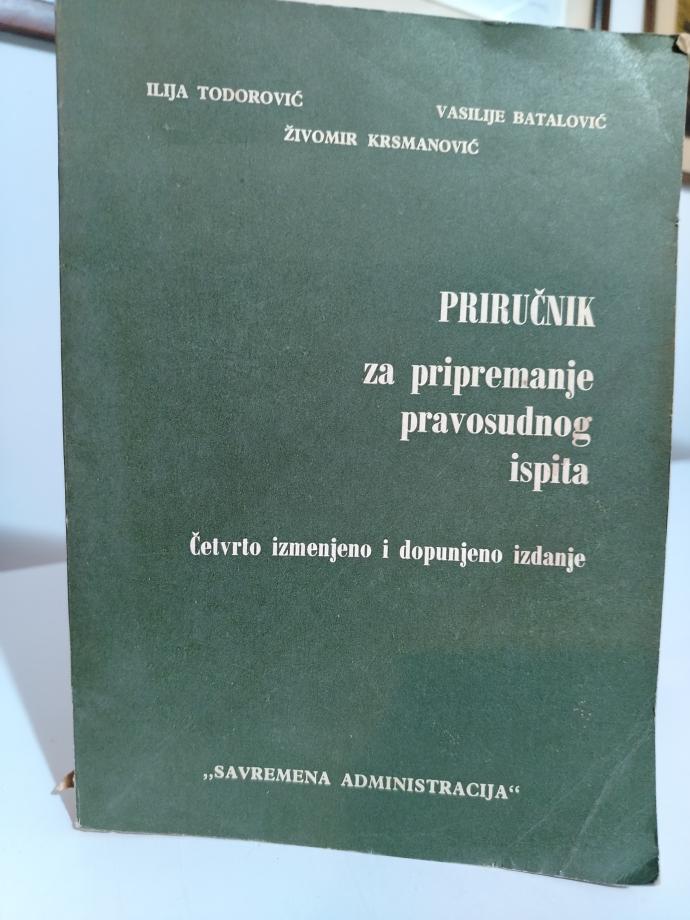 ILIJA TODOROVIĆ
VASILIJE BATALOVIĆ
ŽIVOMIR KRSMANOVIĆ
PRIRUČNIK
za pripremanje
pravosudnog
ispita
Četvrto izmenjeno i dopunjeno izdanje
„SAVREMENA ADMINISTRACIJA“